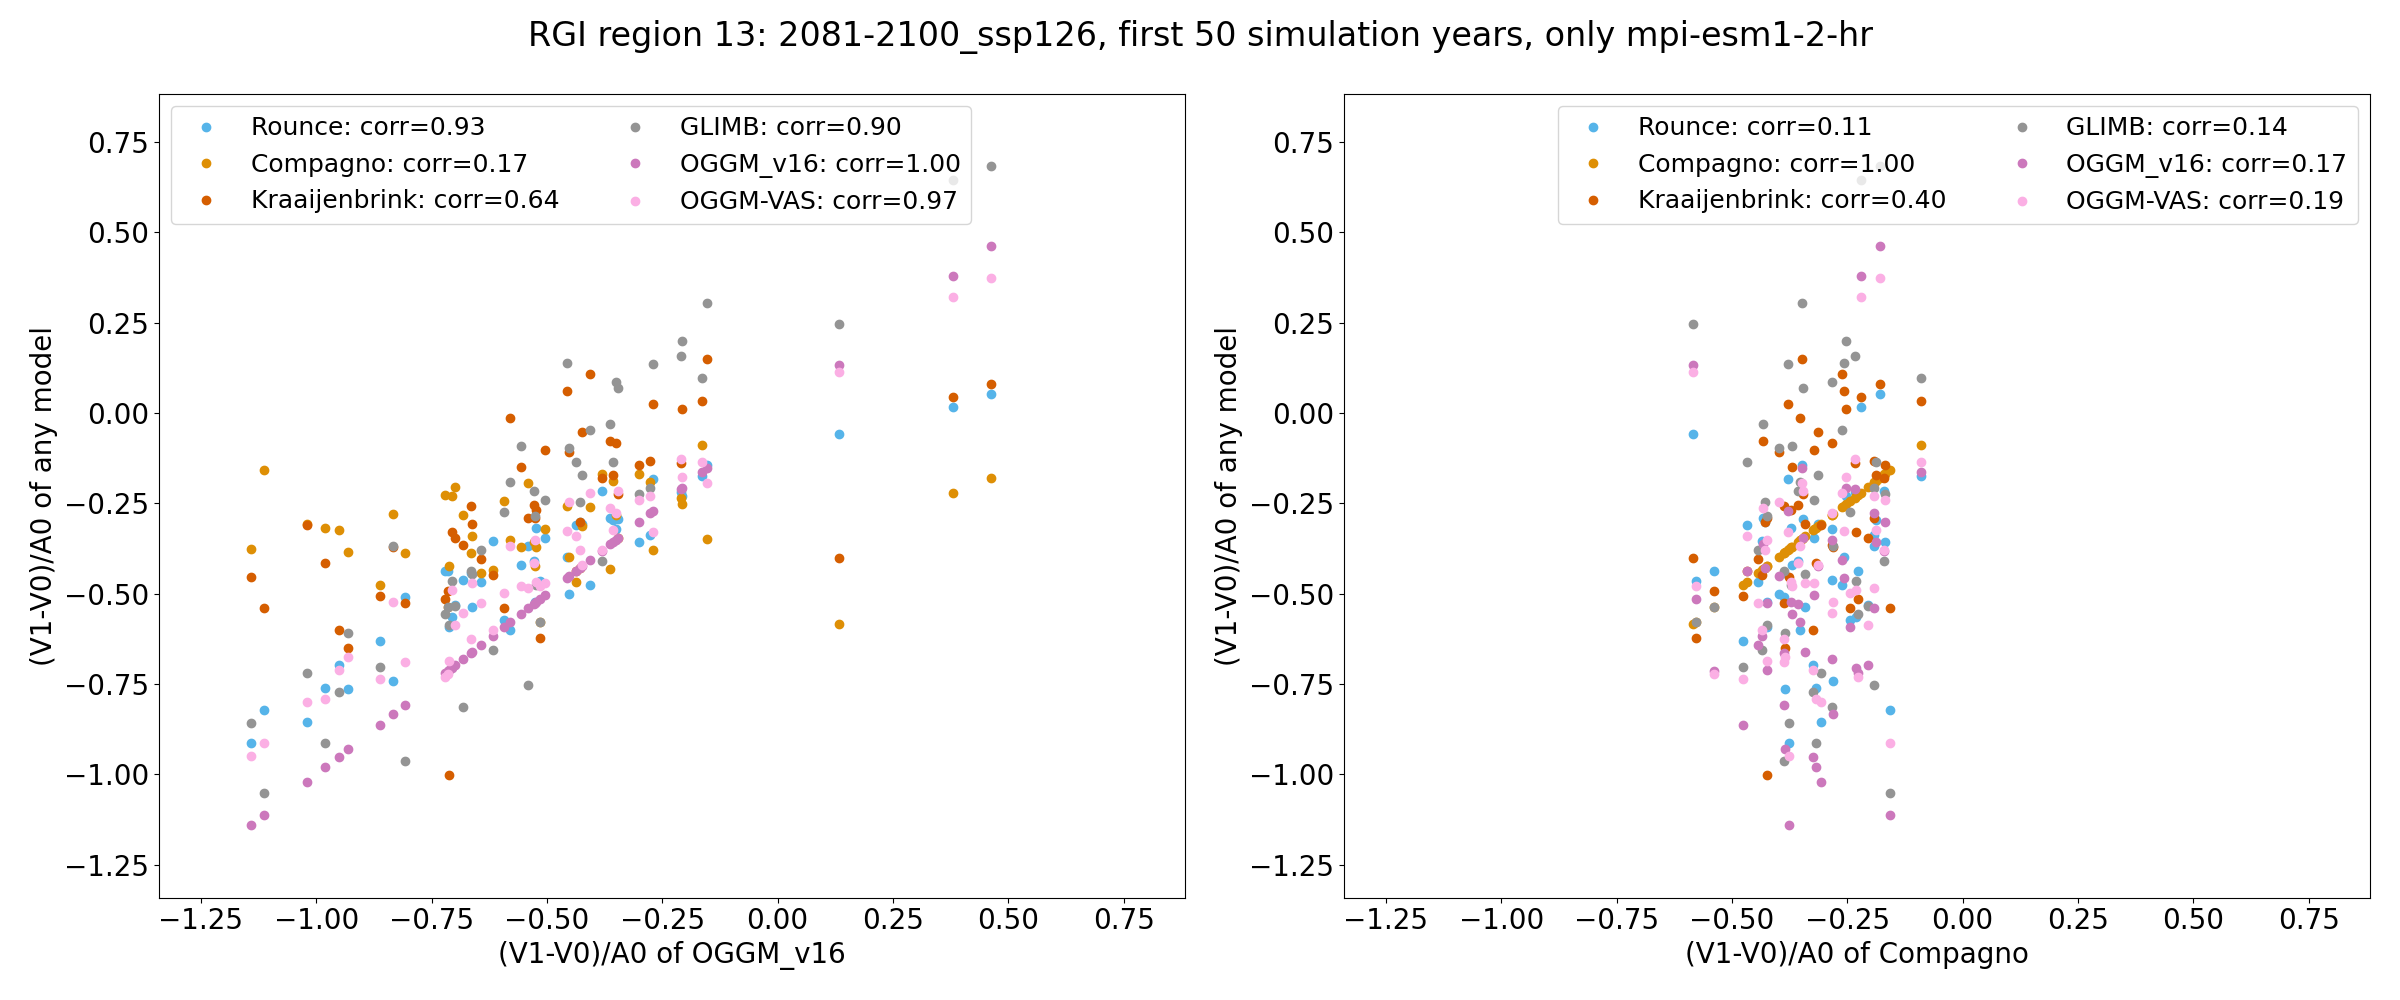 RGI region 13: 2081-2100_ssp126, first 50 simulation years, only mpi-esm1-2-hr
Rounce: corr=0.93
Compagno: corr=0.17
Kraaijenbrink: corr=0.64
GLIMB: corr=0.90
OGGM_v16: corr=1.00
OGGM-VAS: corr=0.97
0.75
0.50
0.25
0.00
−0.25
−0.50
−0.75
−1.00
−1.25
(V1-V0)/A0 of any model
−1.25 −1.00 −0.75 −0.50 −0.25 0.00 0.25 0.50 0.75
(V1-V0)/A0 of OGGM_v16
Rounce: corr=0.11
Compagno: corr=1.00
Kraaijenbrink: corr=0.40
GLIMB: corr=0.14
OGGM_v16: corr=0.17
OGGM-VAS: corr=0.19
0.75
0.50
0.25
0.00
−0.25
−0.50
−0.75
−1.00
−1.25
(V1-V0)/A0 of any model
−1.25 −1.00 −0.75 −0.50 −0.25 0.00 0.25 0.50 0.75
(V1-V0)/A0 of Compagno